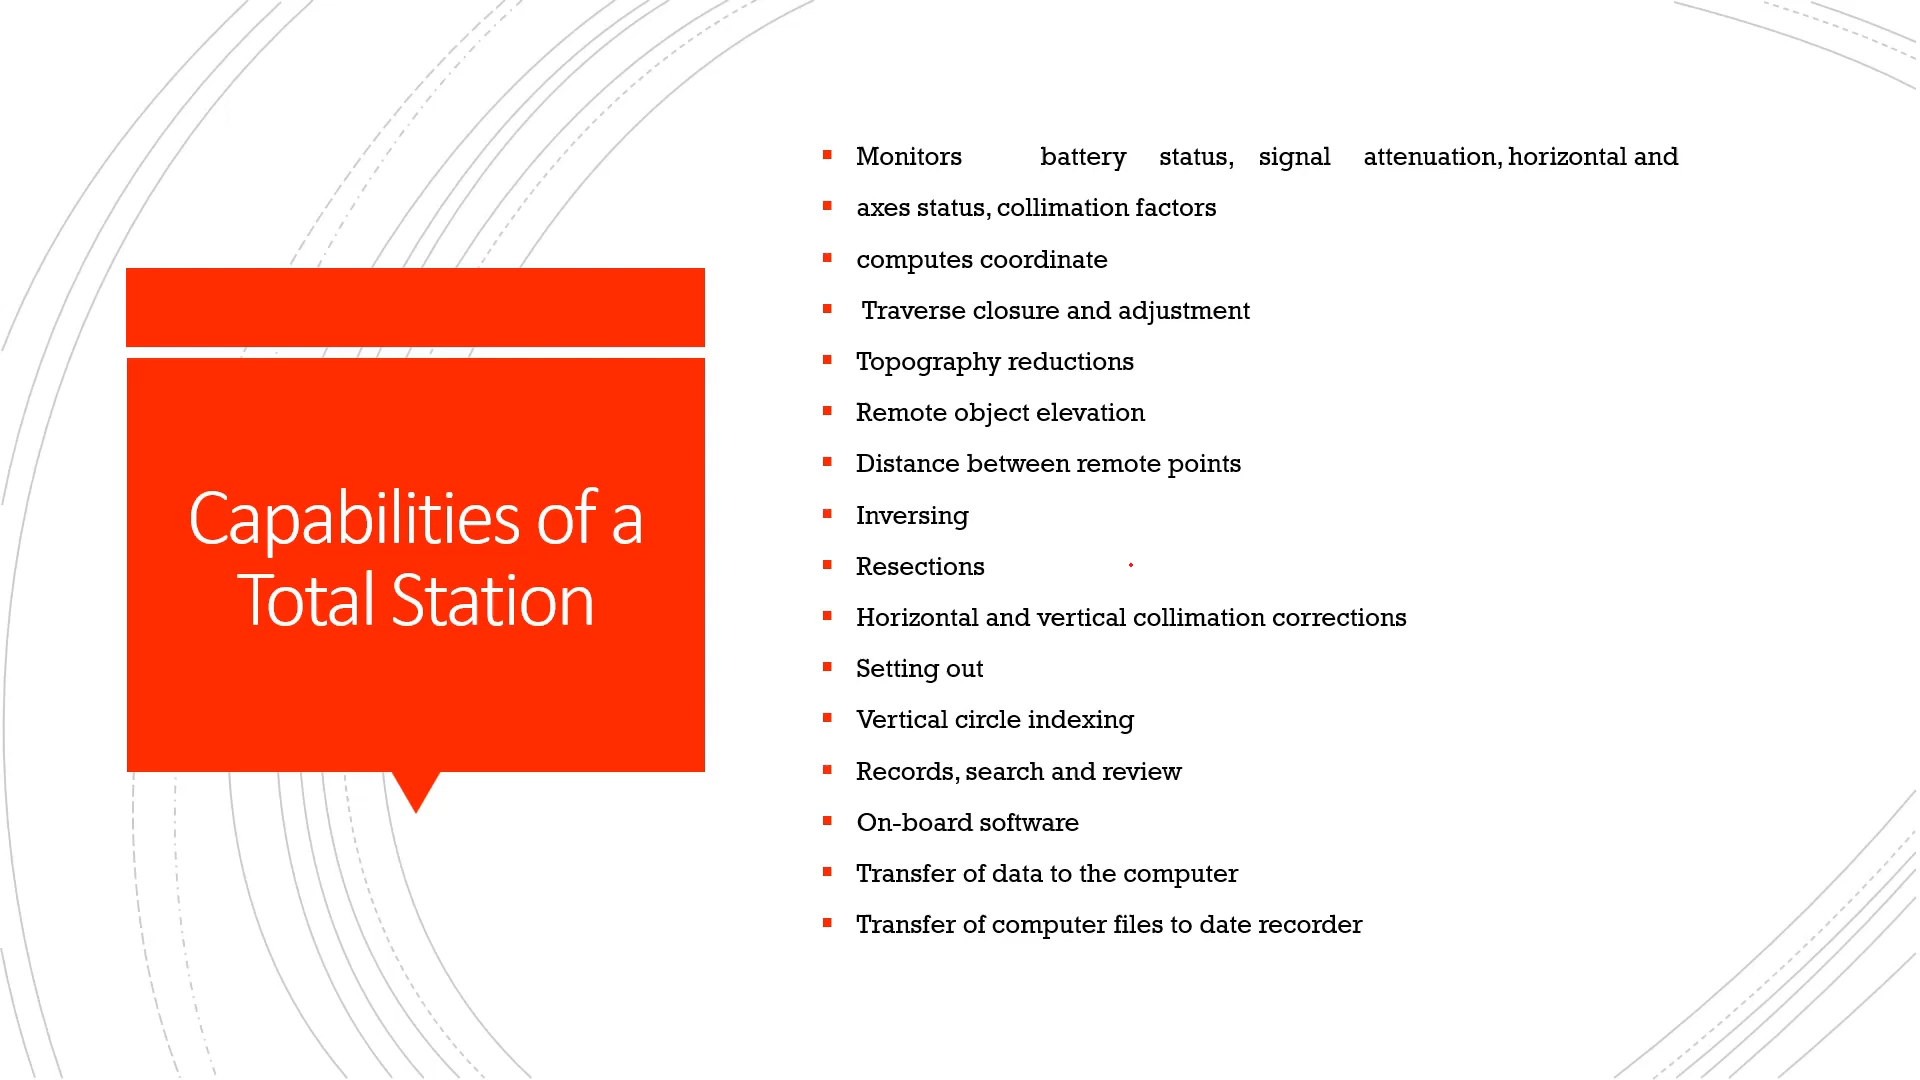 Capabilities of a
Total Station
Monitors battery status, signal attenuation, horizontal and
axes status, collimation factors
computes coordinate
Traverse closure and adjustment
Topography reductions
Remote object elevation
Distance between remote points
Inversing
Resections
Horizontal and vertical collimation corrections
Setting out
Vertical circle indexing
Records, search and review
On-board software
Transfer of data to the computer
Transfer of computer files to date recorder